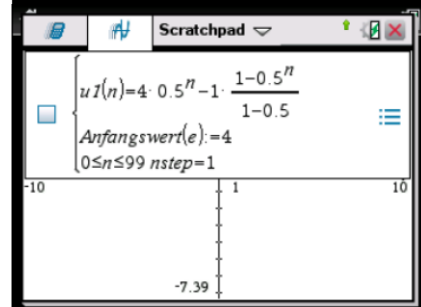 Scratchpad
u1(n)=4·0.5^n−1·(1−0.5^n)/(1−0.5)
Anfangswert(e):=4
0≤n≤99 nstep=1
-10 1 10
-7.39